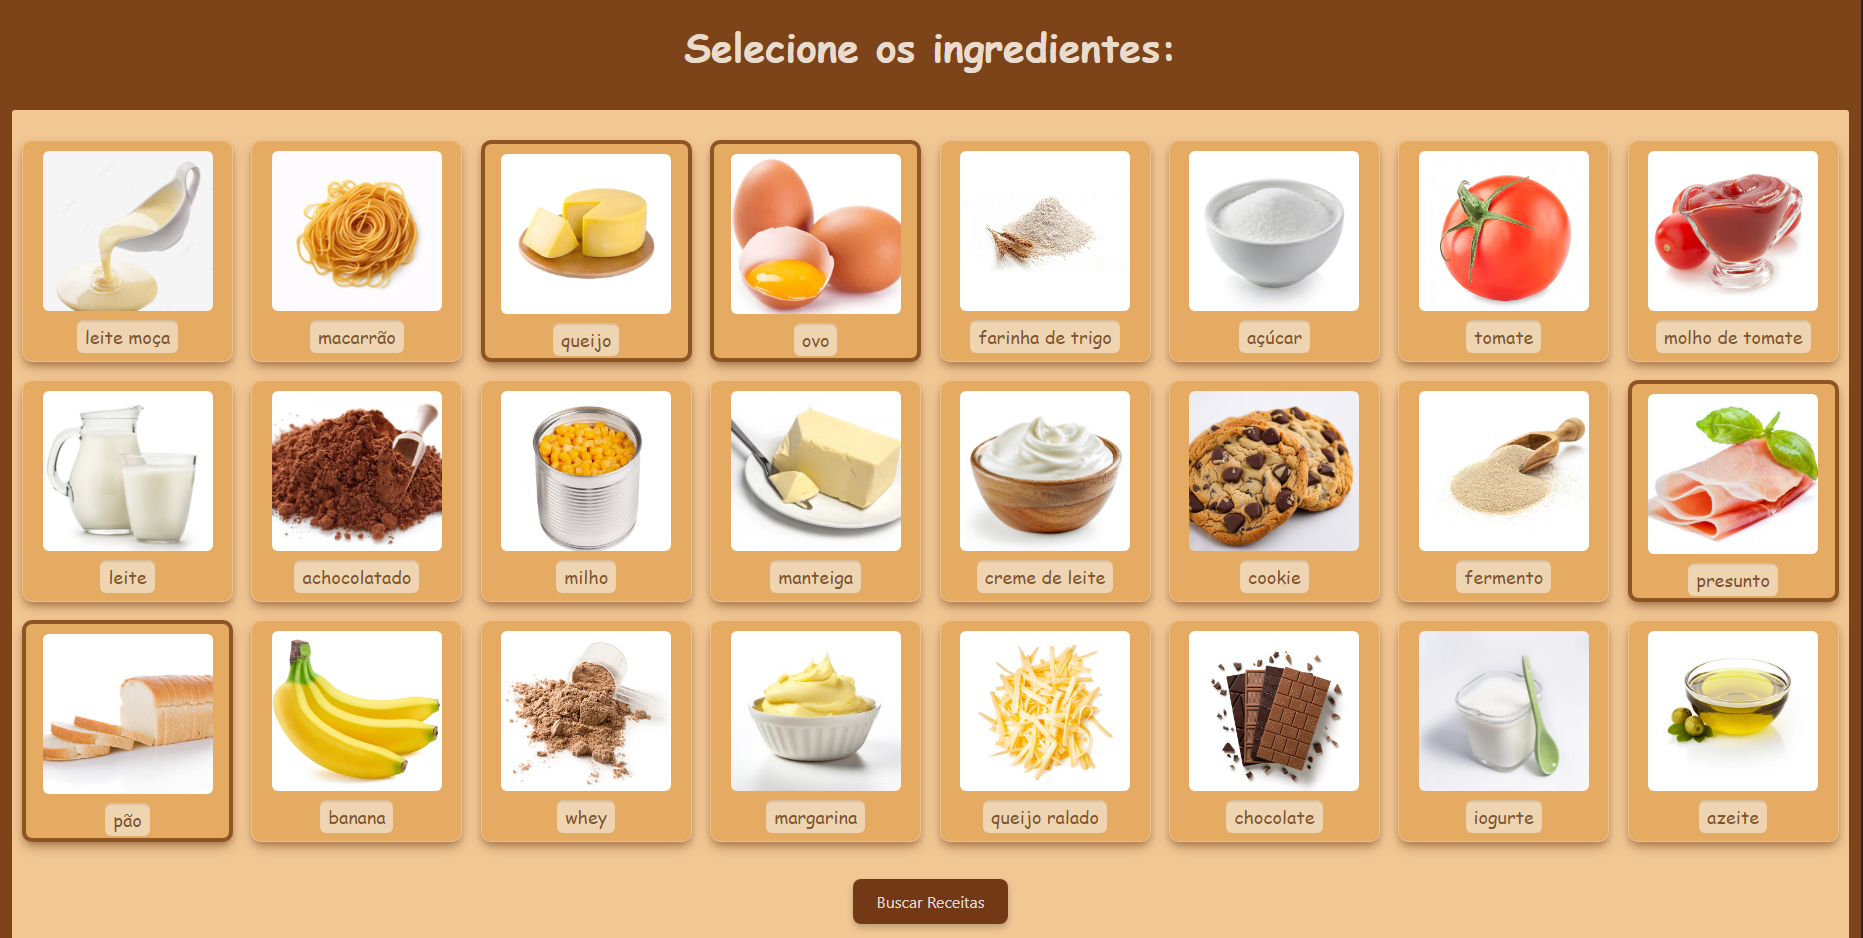 Selecione os ingredientes:
leite moça
macarrão
queijo
ovo
farinha de trigo
açúcar
tomate
molho de tomate
leite
achocolatado
milho
manteiga
creme de leite
cookie
fermento
presunto
pão
banana
whey
margarina
queijo ralado
chocolate
iogurte
azeite
Buscar Receitas